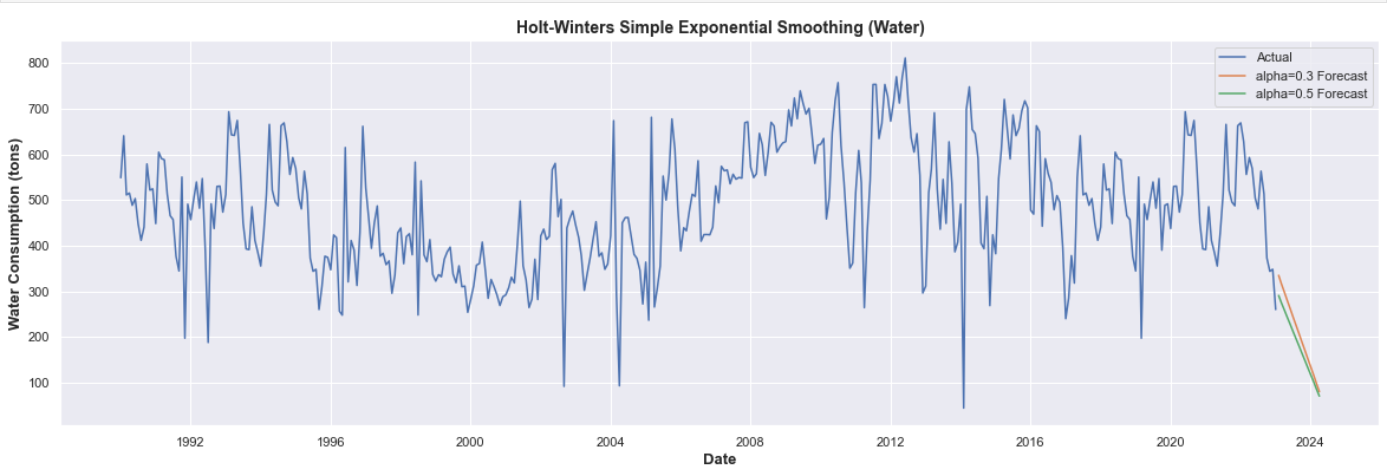 Holt-Winters Simple Exponential Smoothing (Water)
Actual
alpha=0.3 Forecast
alpha=0.5 Forecast
Water Consumption (tons)
800
700
600
500
400
300
200
100
1992 1996 2000 2004 2008 2012 2016 2020 2024
Date